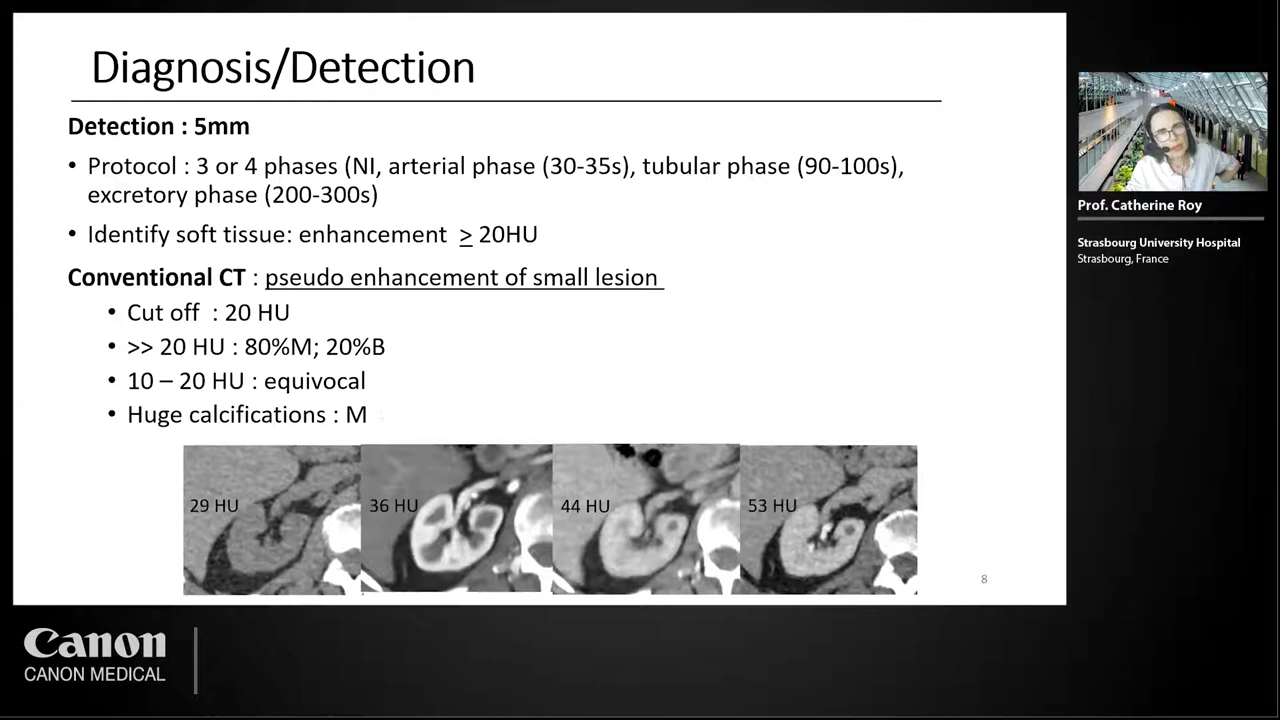 Diagnosis/Detection
Detection : 5mm
• Protocol : 3 or 4 phases (NI, arterial phase (30-35s), tubular phase (90-100s),
excretory phase (200-300s)
• Identify soft tissue: enhancement ≥ 20HU
Conventional CT : pseudo enhancement of small lesion
• Cut off : 20 HU
• >> 20 HU : 80%M; 20%B
• 10 – 20 HU : equivocal
• Huge calcifications : M
29 HU
36 HU
44 HU
53 HU
8
Prof. Catherine Roy
Strasbourg University Hospital
Strasbourg, France
Canon
CANON MEDICAL